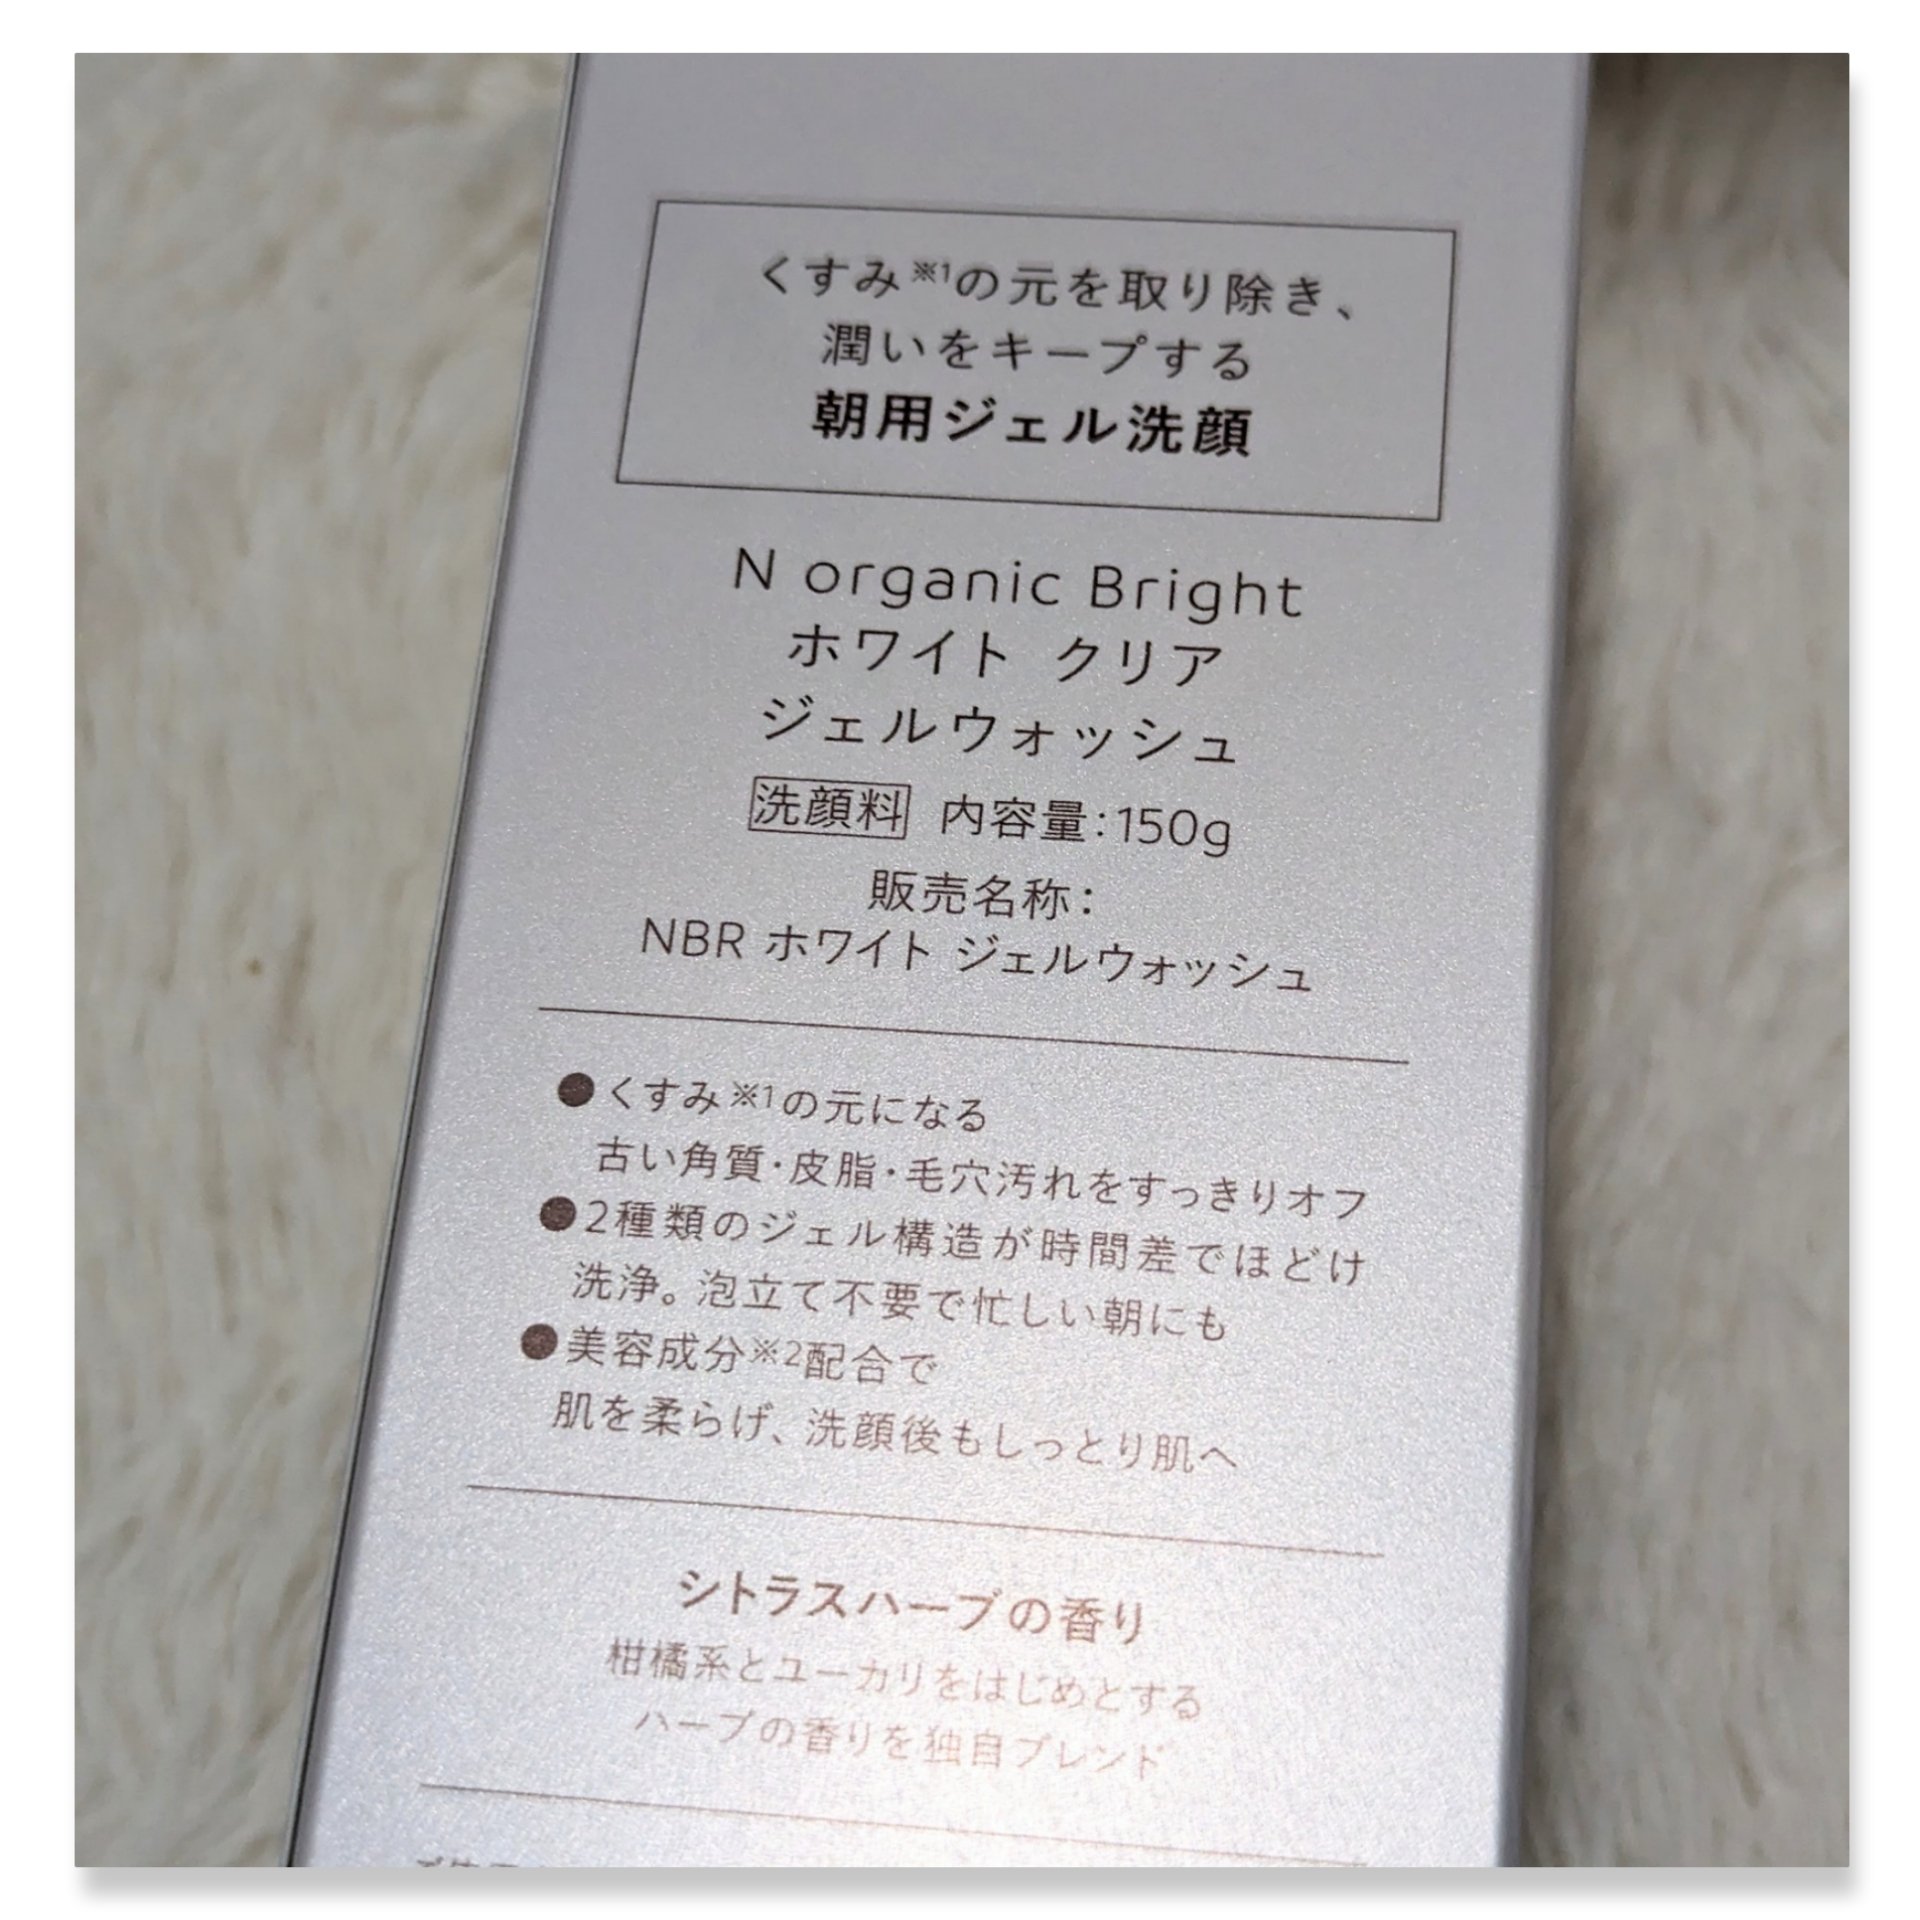 くすみ※1の元を取り除き、
潤いをキープする
朝用ジェル洗顔
N organic Bright
ホワイト クリア
ジェルウォッシュ
洗顔料 内容量:150g
販売名称:
NBR ホワイト ジェルウォッシュ
●くすみ※1の元になる
古い角質・皮脂・毛穴汚れをすっきりオフ
●2種類のジェル構造が時間差でほどけ
洗浄。泡立て不要で忙しい朝にも
●美容成分※2配合で
肌を柔らげ、洗顔後もしっとり肌へ
シトラスハーブの香り
柑橘系とユーカリをはじめとする
ハーブの香りを独自ブレンド